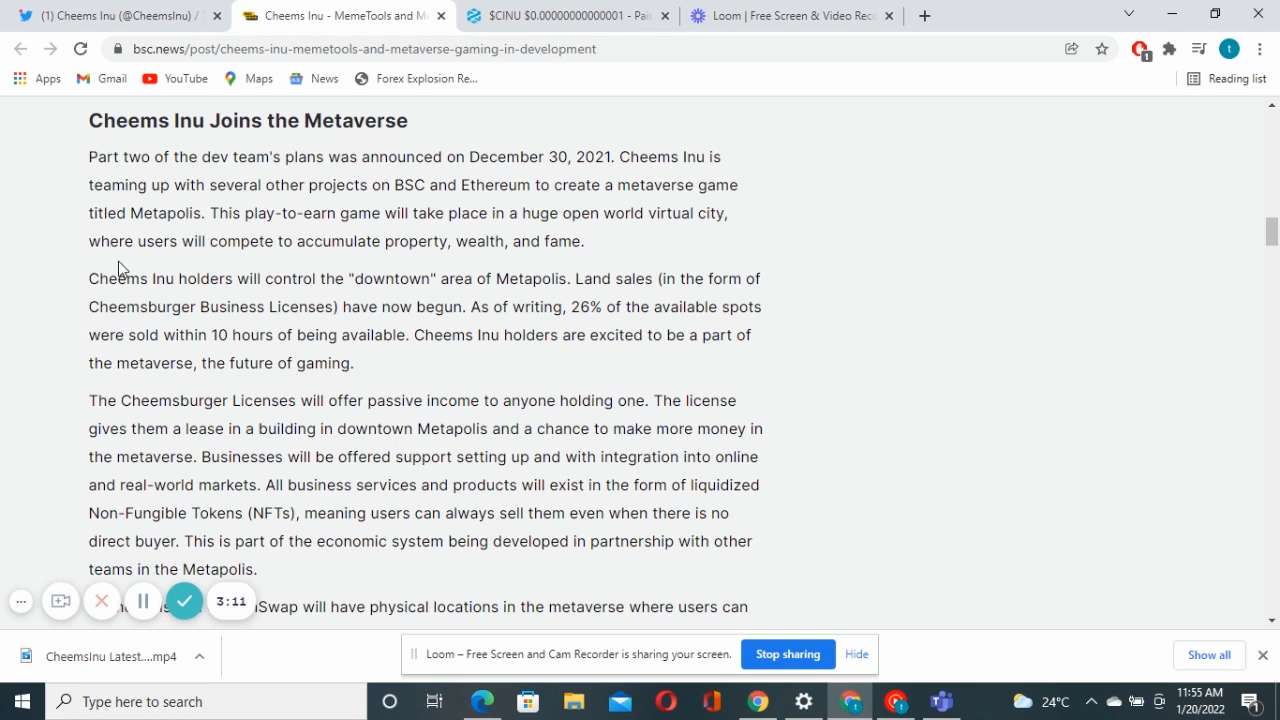 (1) Cheems Inu (@CheemsInu) / T
Cheems Inu - MemeTools and Me
$CINU $0.00000000000001 - Pai
Loom | Free Screen & Video Rec
bsc.news/post/cheems-inu-memetools-and-metaverse-gaming-in-development
1
t
Apps
Gmail
YouTube
Maps
News
Forex Explosion Re...
Reading list
Cheems Inu Joins the Metaverse
Part two of the dev team's plans was announced on December 30, 2021. Cheems Inu is
teaming up with several other projects on BSC and Ethereum to create a metaverse game
titled Metapolis. This play-to-earn game will take place in a huge open world virtual city,
where users will compete to accumulate property, wealth, and fame.
Cheems Inu holders will control the "downtown" area of Metapolis. Land sales (in the form of
Cheemsburger Business Licenses) have now begun. As of writing, 26% of the available spots
were sold within 10 hours of being available. Cheems Inu holders are excited to be a part of
the metaverse, the future of gaming.
The Cheemsburger Licenses will offer passive income to anyone holding one. The license
gives them a lease in a building in downtown Metapolis and a chance to make more money in
the metaverse. Businesses will be offered support setting up and with integration into online
and real-world markets. All business services and products will exist in the form of liquidized
Non-Fungible Tokens (NFTs), meaning users can always sell them even when there is no
direct buyer. This is part of the economic system being developed in partnership with other
teams in the Metapolis.
3:11
will have physical locations in the metaverse where users can
CheemsInu Latest....mp4
Loom – Free Screen and Cam Recorder is sharing your screen.
Stop sharing
Hide
Show all
Type here to search
24°C
11:55 AM
1/20/2022
1